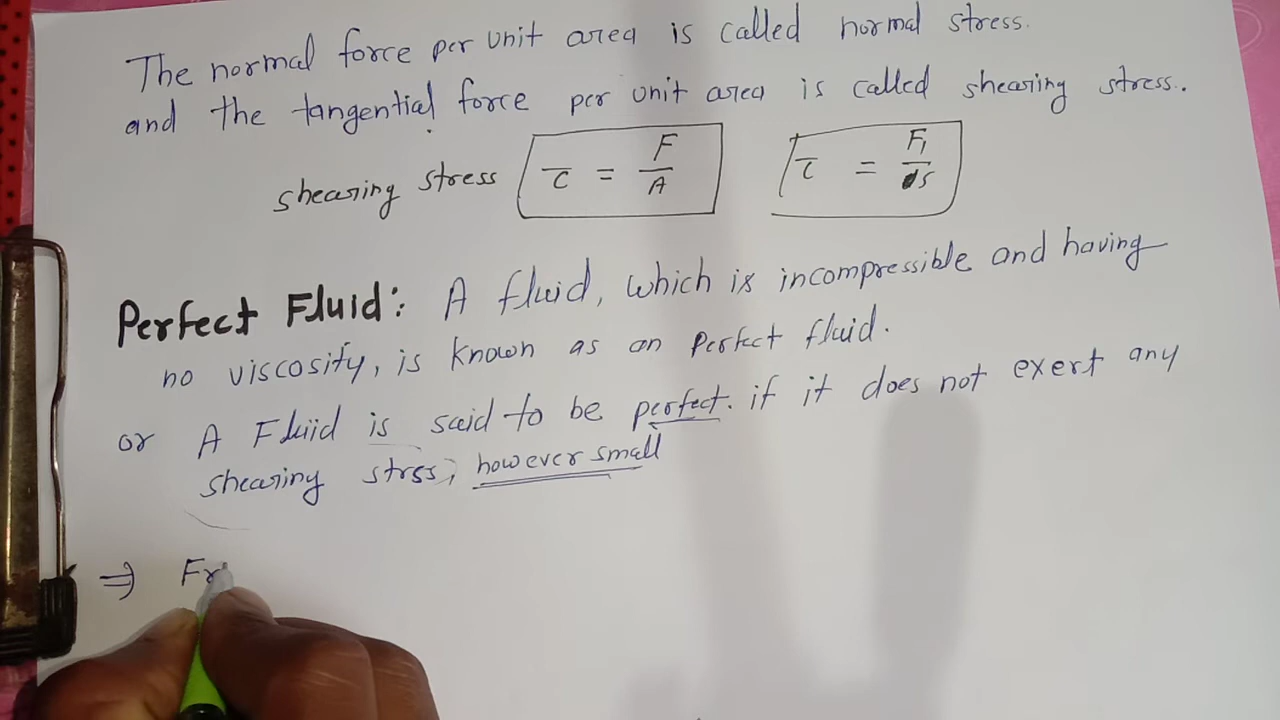 The normal force per unit area is called normal stress.
and the tangential force per unit area is called shearing stress.
shearing stress τ = F/A τ = F₁/ds
Perfect Fluid: A fluid, which is incompressible and having
no viscosity, is known as an Perfect fluid.
or A Fluid is said to be perfect. if it does not exert any
shearing strss, however small
⇒ Fr